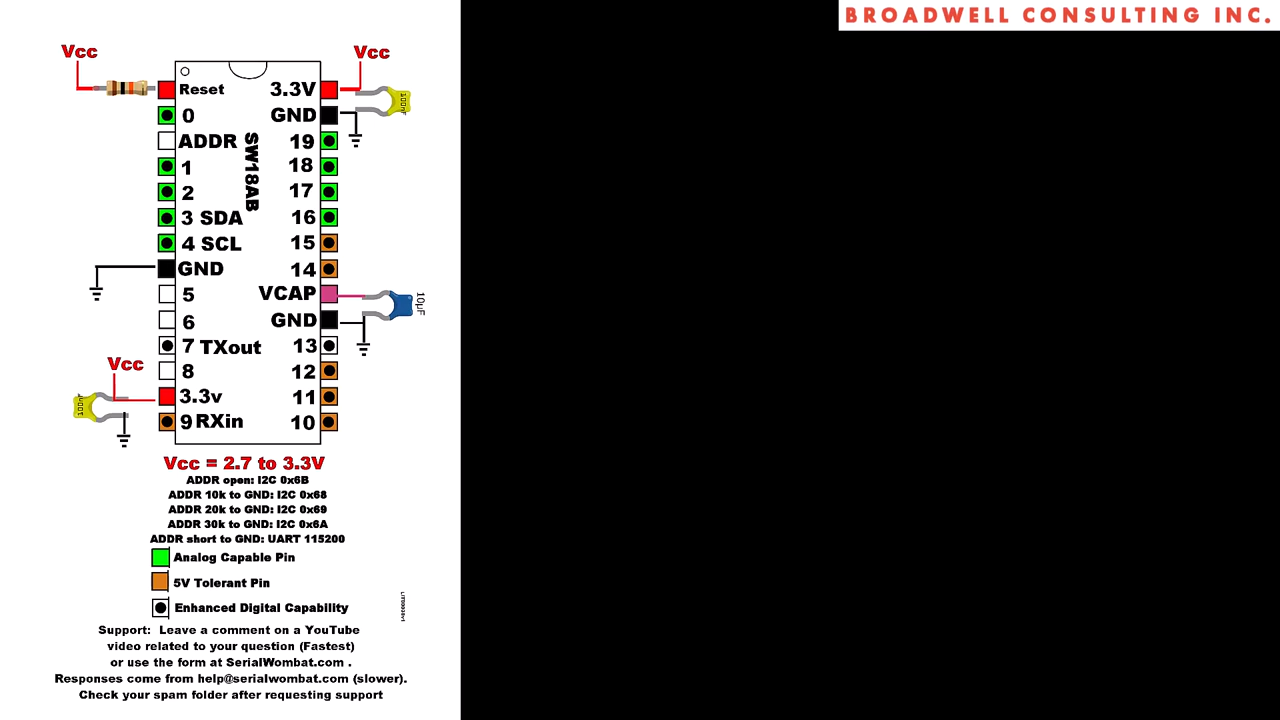 BROADWELL CONSULTING INC.
Vcc
Vcc
Reset
3.3V
100nF
0
GND
ADDR
19
SW18AB
1
18
2
17
3 SDA
16
4 SCL
15
GND
14
5
VCAP
10µF
6
GND
7 TXout
13
Vcc
8
12
3.3v
11
100nF
9 RXin
10
Vcc = 2.7 to 3.3V
ADDR open: I2C 0x6B
ADDR 10k to GND: I2C 0x68
ADDR 20k to GND: I2C 0x69
ADDR 30k to GND: I2C 0x6A
ADDR short to GND: UART 115200
Analog Capable Pin
5V Tolerant Pin
Enhanced Digital Capability
Support: Leave a comment on a YouTube
video related to your question (Fastest)
or use the form at SerialWombat.com .
Responses come from help@serialwombat.com (slower).
Check your spam folder after requesting support